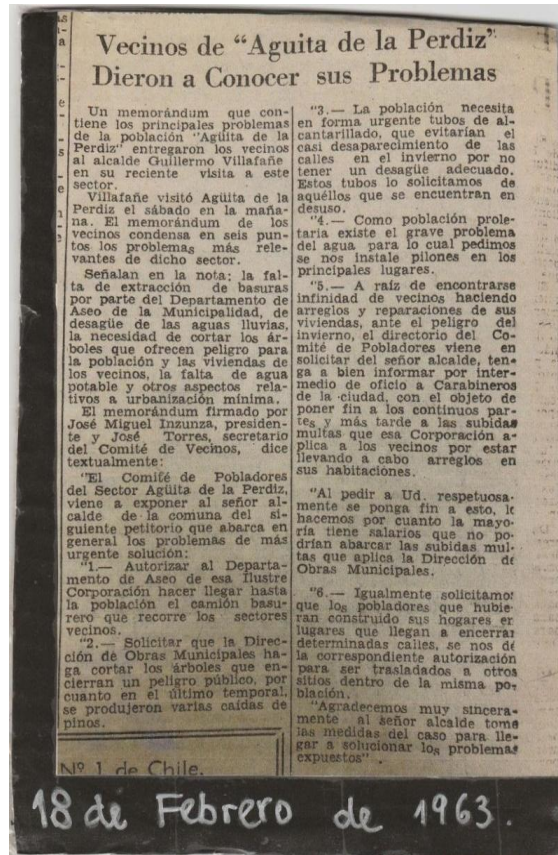 Vecinos de "Aguita de la Perdiz"
Dieron a Conocer sus Problemas
Un memorándum que con-
tiene los principales problemas
de la población "Agüita de la
Perdiz" entregaron los vecinos
al alcalde Guillermo Villafañe
en su reciente visita a este
sector.
Villafañe visitó Agüita de la
Perdiz el sábado en la maña-
na. El memorándum de los
vecinos condensa en seis pun-
tos los problemas más rele-
vantes de dicho sector.
Señalan en la nota: la fal-
ta de extracción de basuras
por parte del Departamento de
Aseo de la Municipalidad, de
desagüe de las aguas lluvias,
la necesidad de cortar los ár-
boles que ofrecen peligro para
la población y las viviendas de
los vecinos, la falta de agua
potable y otros aspectos rela-
tivos a urbanización mínima.
El memorándum firmado por
José Miguel Inzunza, presiden-
te y José Torres, secretario
del Comité de Vecinos, dice
textualmente:
"El Comité de Pobladores
del Sector Agüita de la Perdiz,
viene a exponer al señor al-
calde de la comuna del si-
guiente petitorio que abarca en
general los problemas de más
urgente solución:
"1.— Autorizar al Departa-
mento de Aseo de esa Ilustre
Corporación hacer llegar hasta
la población el camión basu-
rero que recorre los sectores
vecinos.
"2.— Solicitar que la Direc-
ción de Obras Municipales ha-
ga cortar los árboles que en-
cierran un peligro público, por
cuanto en el último temporal,
se produjeron varias caídas de
pinos.
"3.— La población necesita
en forma urgente tubos de al-
cantarillado, que evitarían el
casi desaparecimiento de las
calles en el invierno por no
tener un desagüe adecuado.
Estos tubos lo solicitamos de
aquéllos que se encuentran en
desuso.
"4.— Como población prole-
taria existe el grave problema
del agua para lo cual pedimos
se nos instale pilones en los
principales lugares.
"5.— A raíz de encontrarse
infinidad de vecinos haciendo
arreglos y reparaciones de sus
viviendas, ante el peligro del
invierno, el directorio del Co-
mité de Pobladores viene en
solicitar del señor alcalde, ten-
ga a bien informar por inter-
medio de oficio a Carabineros
de la ciudad, con el objeto de
poner fin a los continuos par-
tes y más tarde a las subidas
multas que esa Corporación a-
plica a los vecinos por estar
llevando a cabo arreglos en
sus habitaciones.
"Al pedir a Ud. respetuosa-
mente se ponga fin a esto, lo
hacemos por cuanto la mayo-
ría tiene salarios que no po-
drían abarcar las subidas mul-
tas que aplica la Dirección de
Obras Municipales.
"6.— Igualmente solicitamos
que los pobladores que hubie-
ran construido sus hogares en
lugares que llegan a encerrar
determinadas calles, se nos dé
la correspondiente autorización
para ser trasladados a otros
sitios dentro de la misma po-
blación.
"Agradecemos muy sincera-
mente al señor alcalde tome
las medidas del caso para lle-
gar a solucionar los problemas
expuestos".
Nº 1 de Chile.
18 de Febrero de 1963.